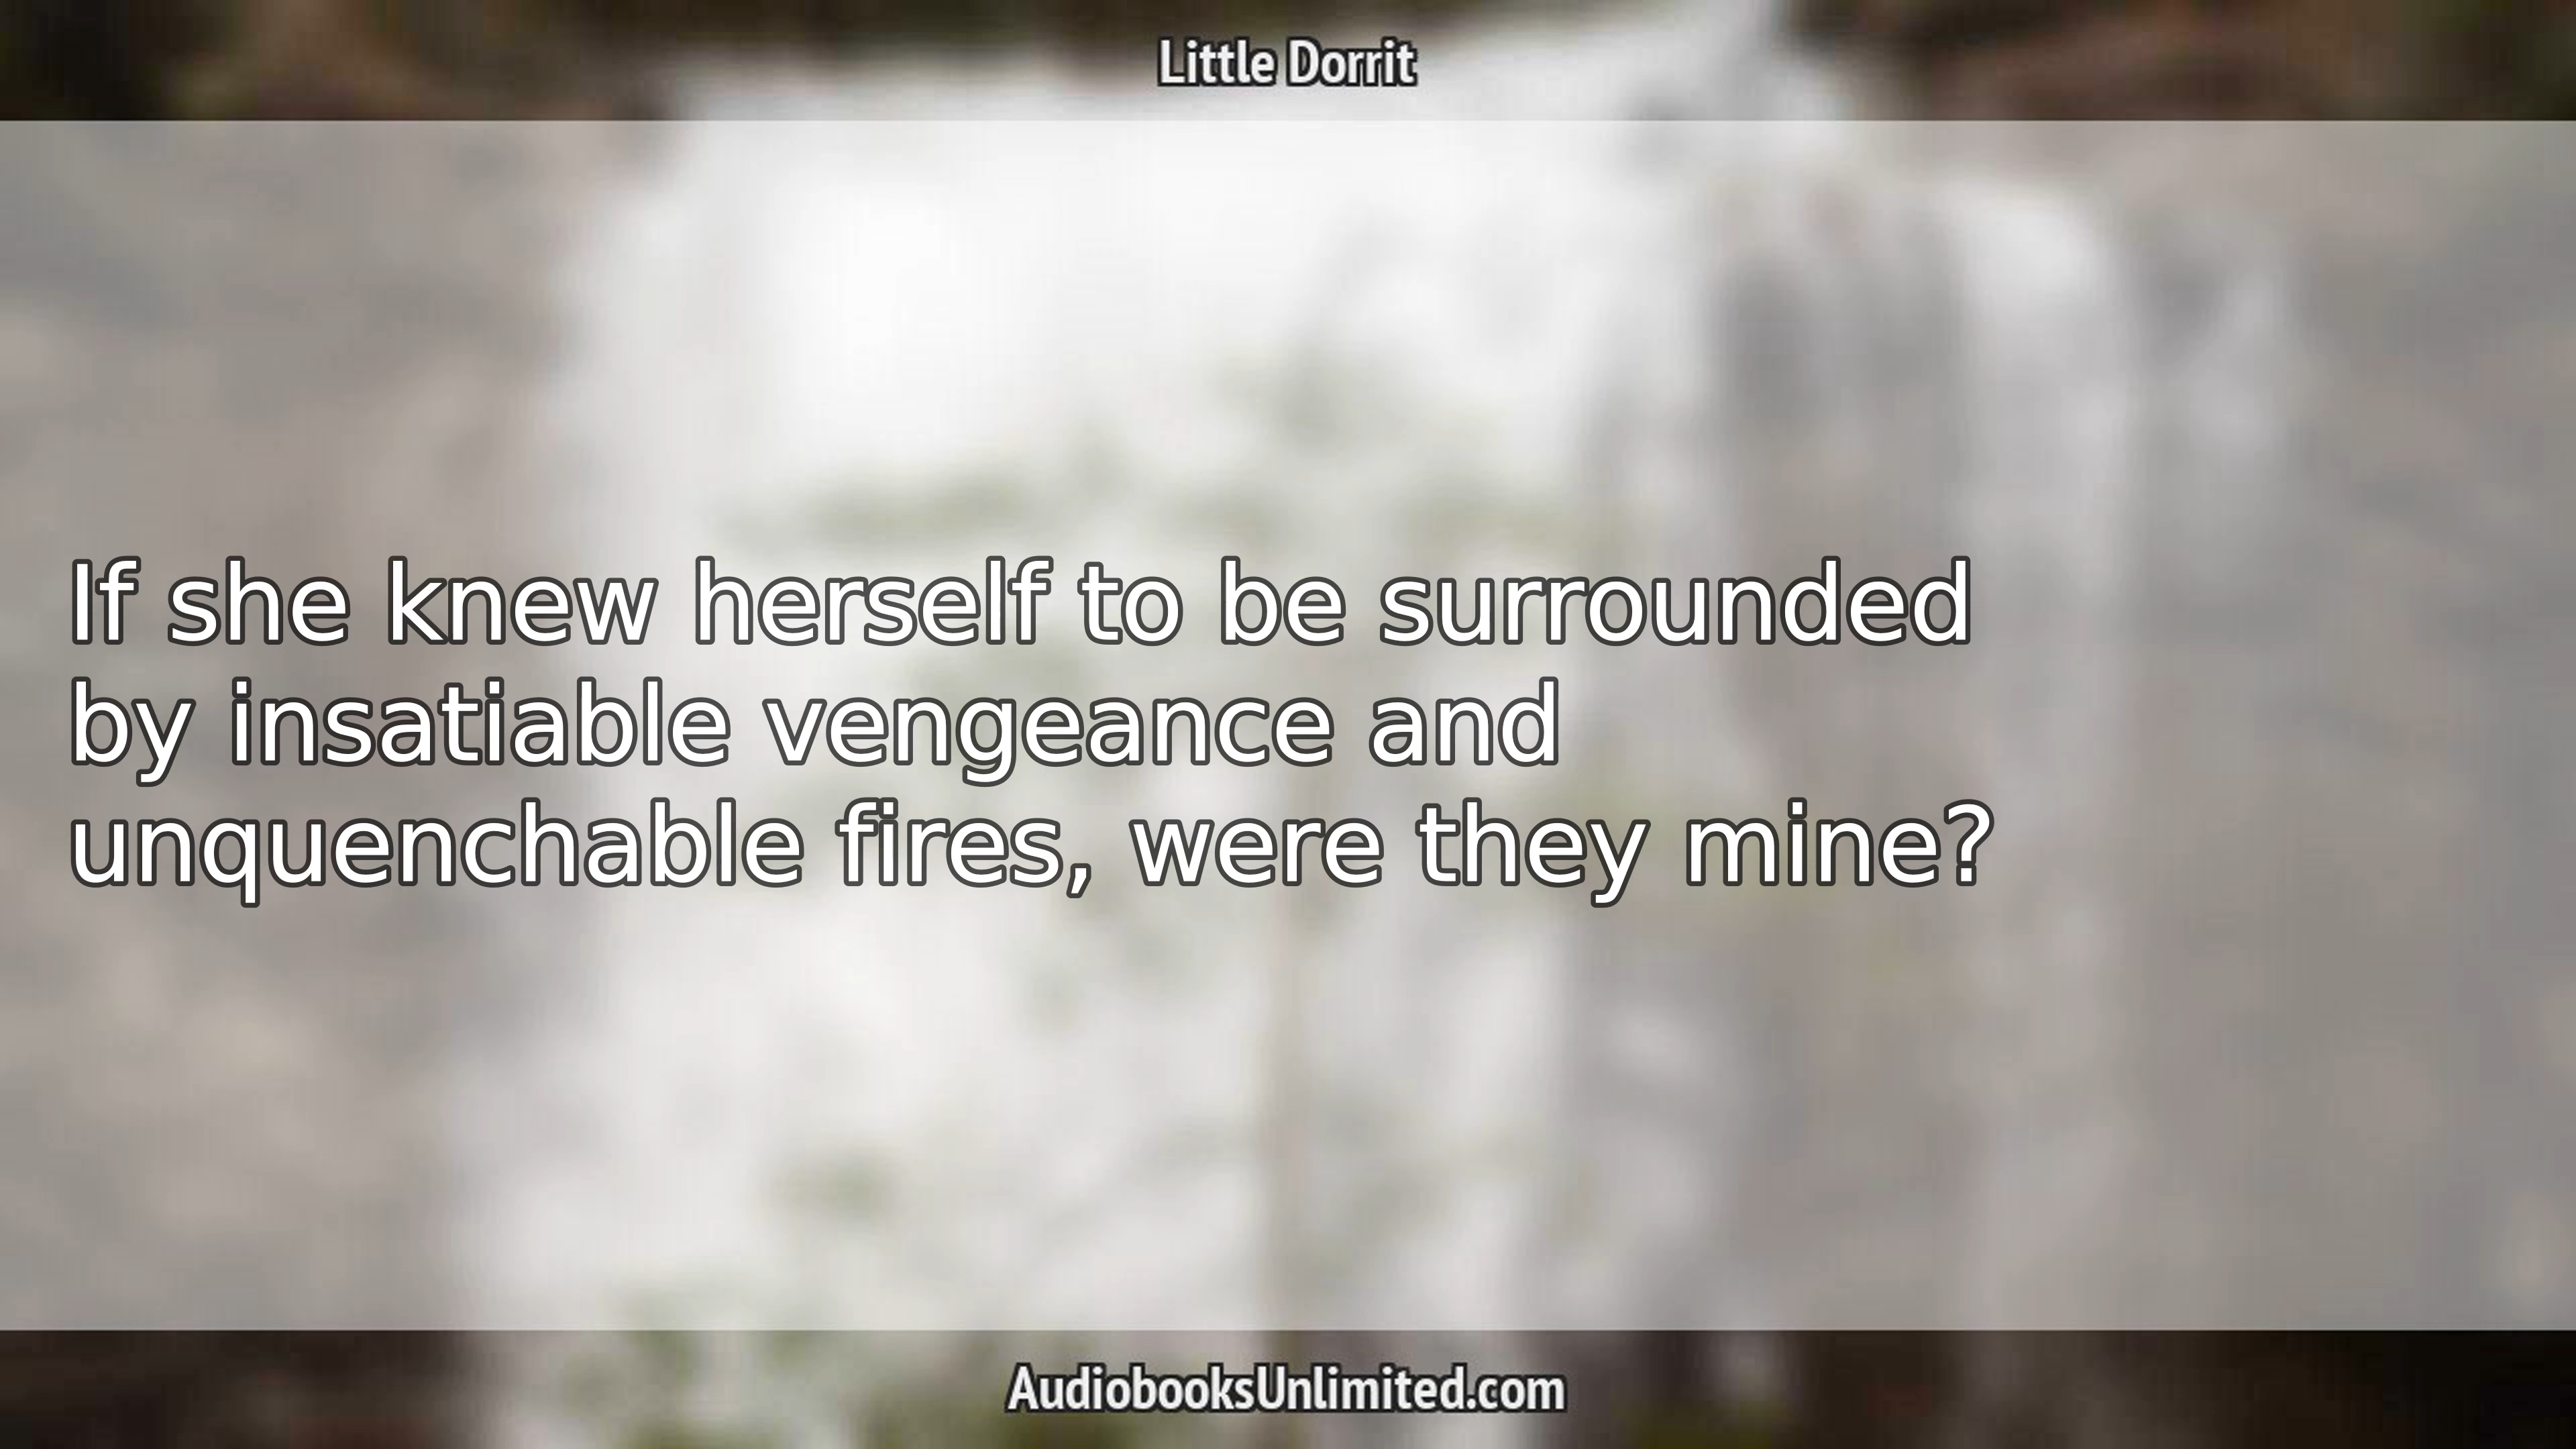 Little Dorrit
If she knew herself to be surrounded
by insatiable vengeance and
unquenchable fires, were they mine?
AudiobooksUnlimited.com